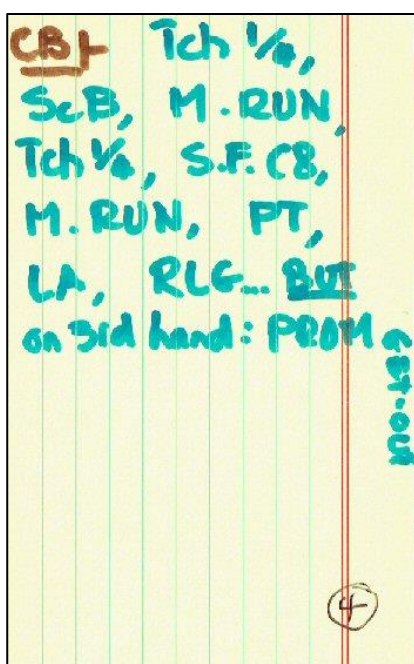 CBL Tch 1/4,
ScB, M.RUN,
Tch 1/4, S.F. CB,
M.RUN, PT,
LA, RLG... BUT
on 3rd hand: PROM
GET-OUT
4